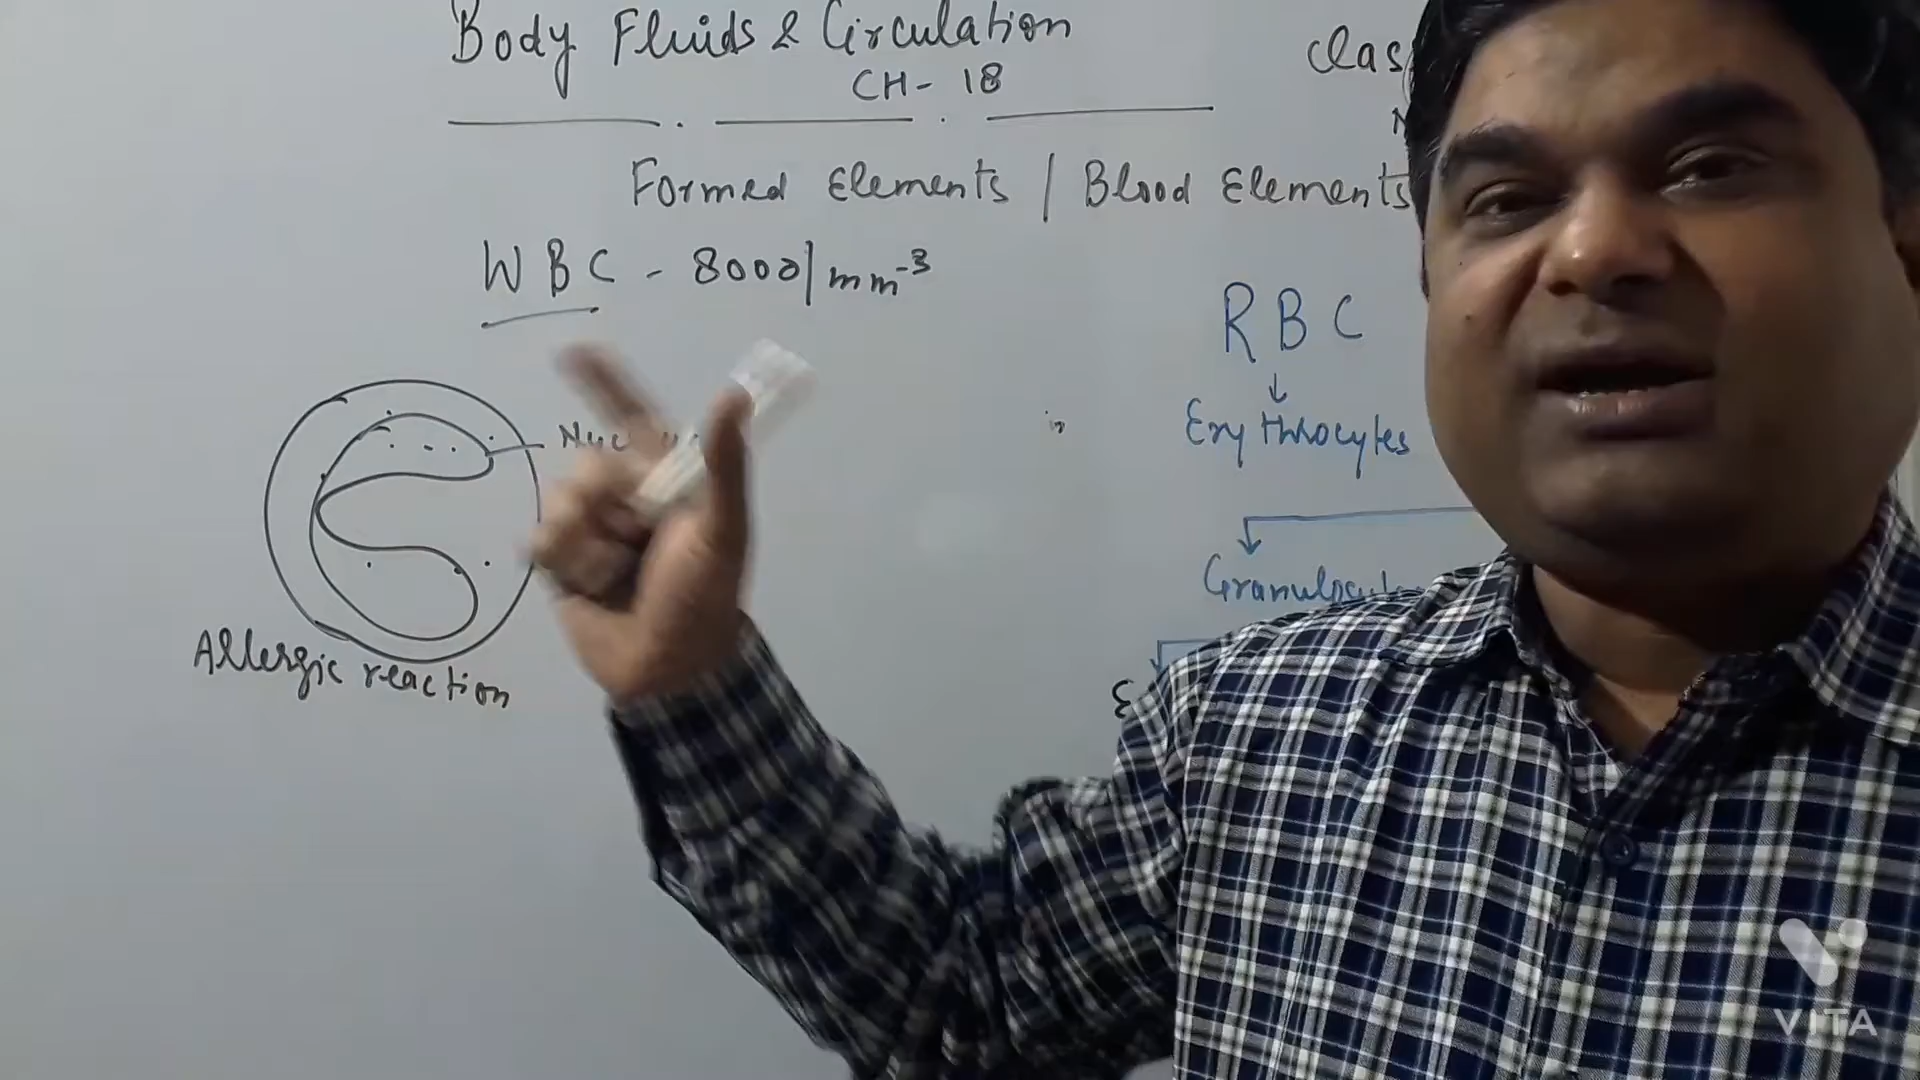 Body Fluids & Circulation
CH- 18
Formed Elements / Blood Elements
WBC - 8000/mm-3
RBC
Erythrocytes
Allergic reaction
VITA